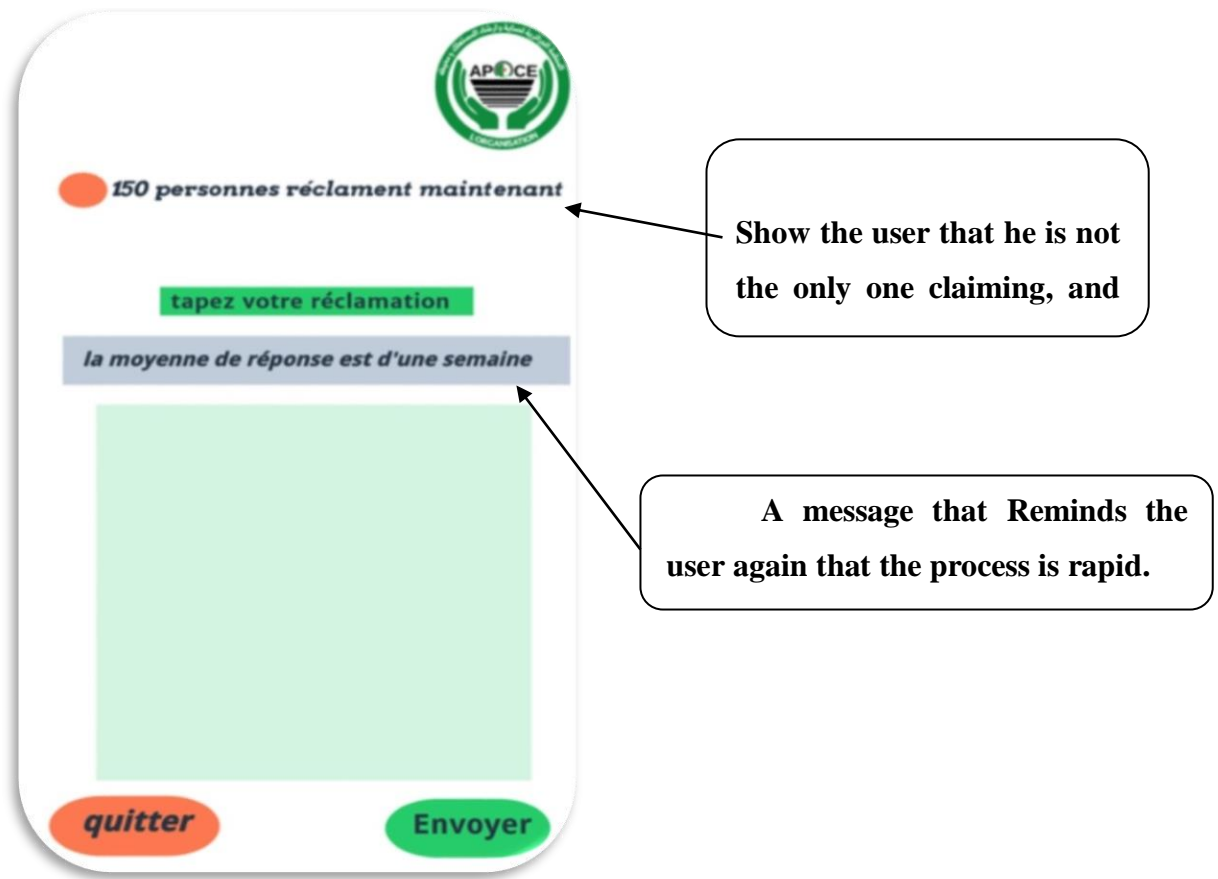 APOCE
L'ORGANISATION
150 personnes réclament maintenant
Show the user that he is not
the only one claiming, and
tapez votre réclamation
la moyenne de réponse est d'une semaine
A message that Reminds the
user again that the process is rapid.
quitter
Envoyer